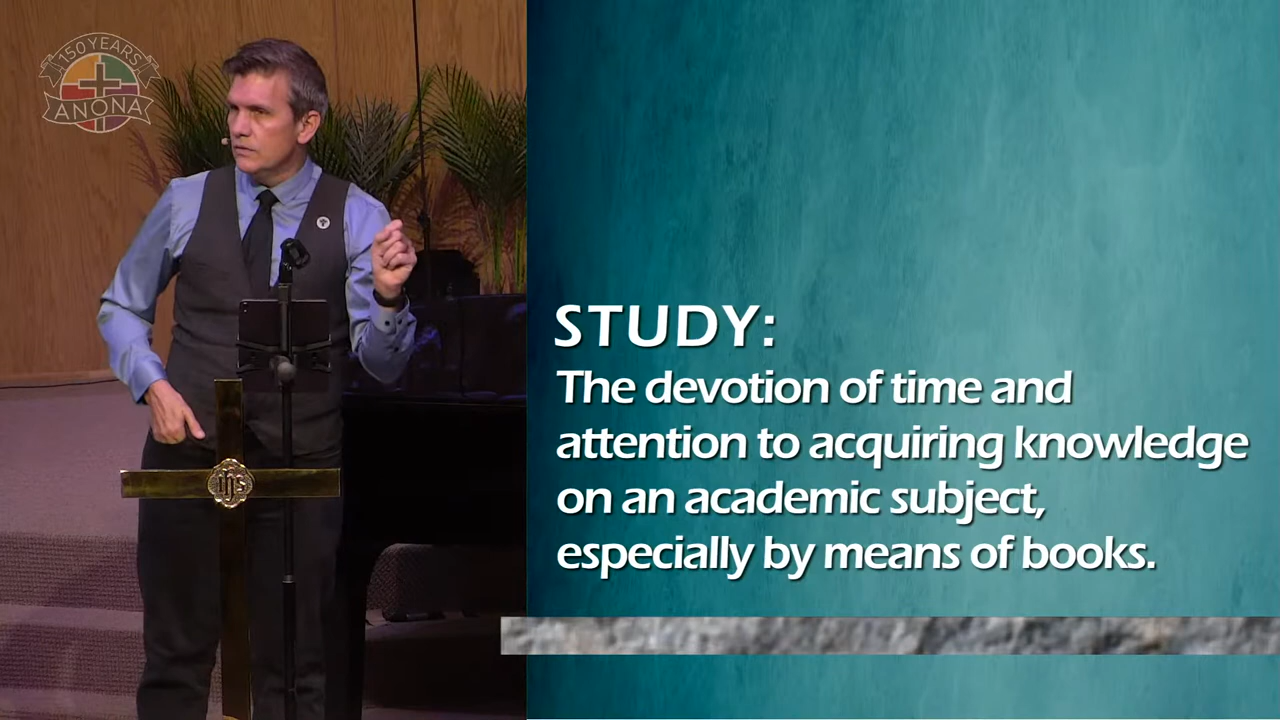 150 YEARS
ANONA
ihs
STUDY:
The devotion of time and
attention to acquiring knowledge
on an academic subject,
especially by means of books.